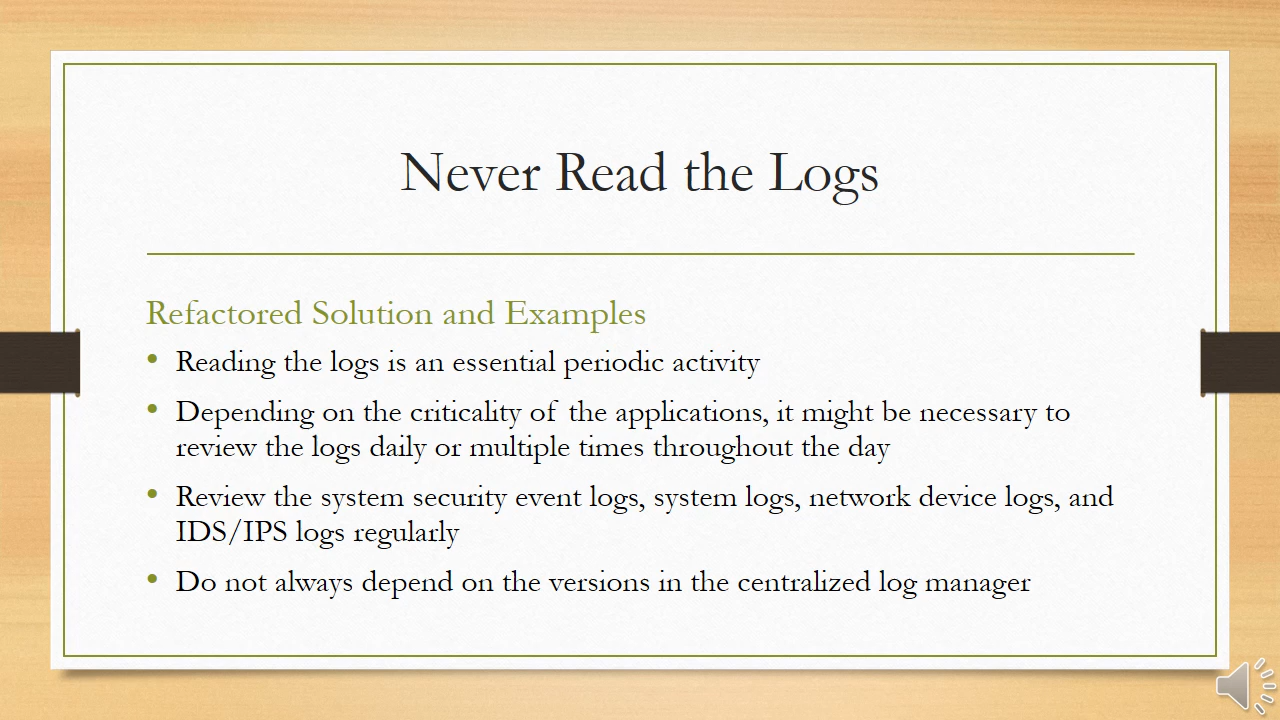 Never Read the Logs
Refactored Solution and Examples
• Reading the logs is an essential periodic activity
• Depending on the criticality of the applications, it might be necessary to
review the logs daily or multiple times throughout the day
• Review the system security event logs, system logs, network device logs, and
IDS/IPS logs regularly
• Do not always depend on the versions in the centralized log manager